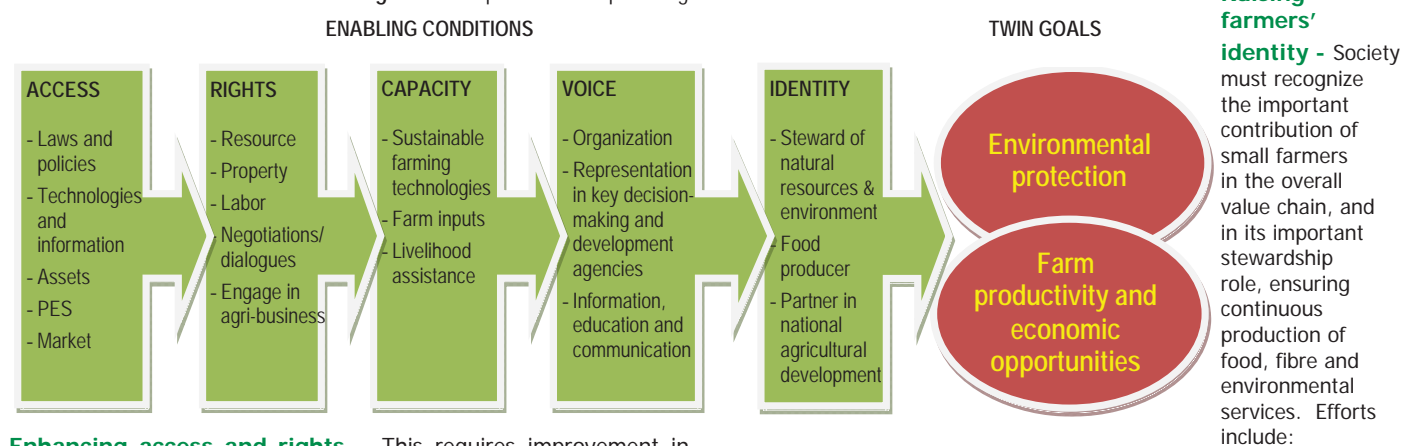 ENABLING CONDITIONS
TWIN GOALS
ACCESS
- Laws and
policies
- Technologies
and
information
- Assets
- PES
- Market
RIGHTS
- Resource
- Property
- Labor
- Negotiations/
dialogues
- Engage in
agri-business
CAPACITY
- Sustainable
farming
technologies
- Farm inputs
- Livelihood
assistance
VOICE
- Organization
- Representation
in key decision-
making and
development
agencies
- Information,
education and
communication
IDENTITY
- Steward of
natural
resources &
environment
- Food
producer
- Partner in
national
agricultural
development
Environmental
protection
Farm
productivity and
economic
opportunities
farmers'
identity - Society
must recognize
the important
contribution of
small farmers
in the overall
value chain, and
in its important
stewardship
role, ensuring
continuous
production of
food, fibre and
environmental
services. Efforts
include:
Enhancing access and rights
This requires improvement in